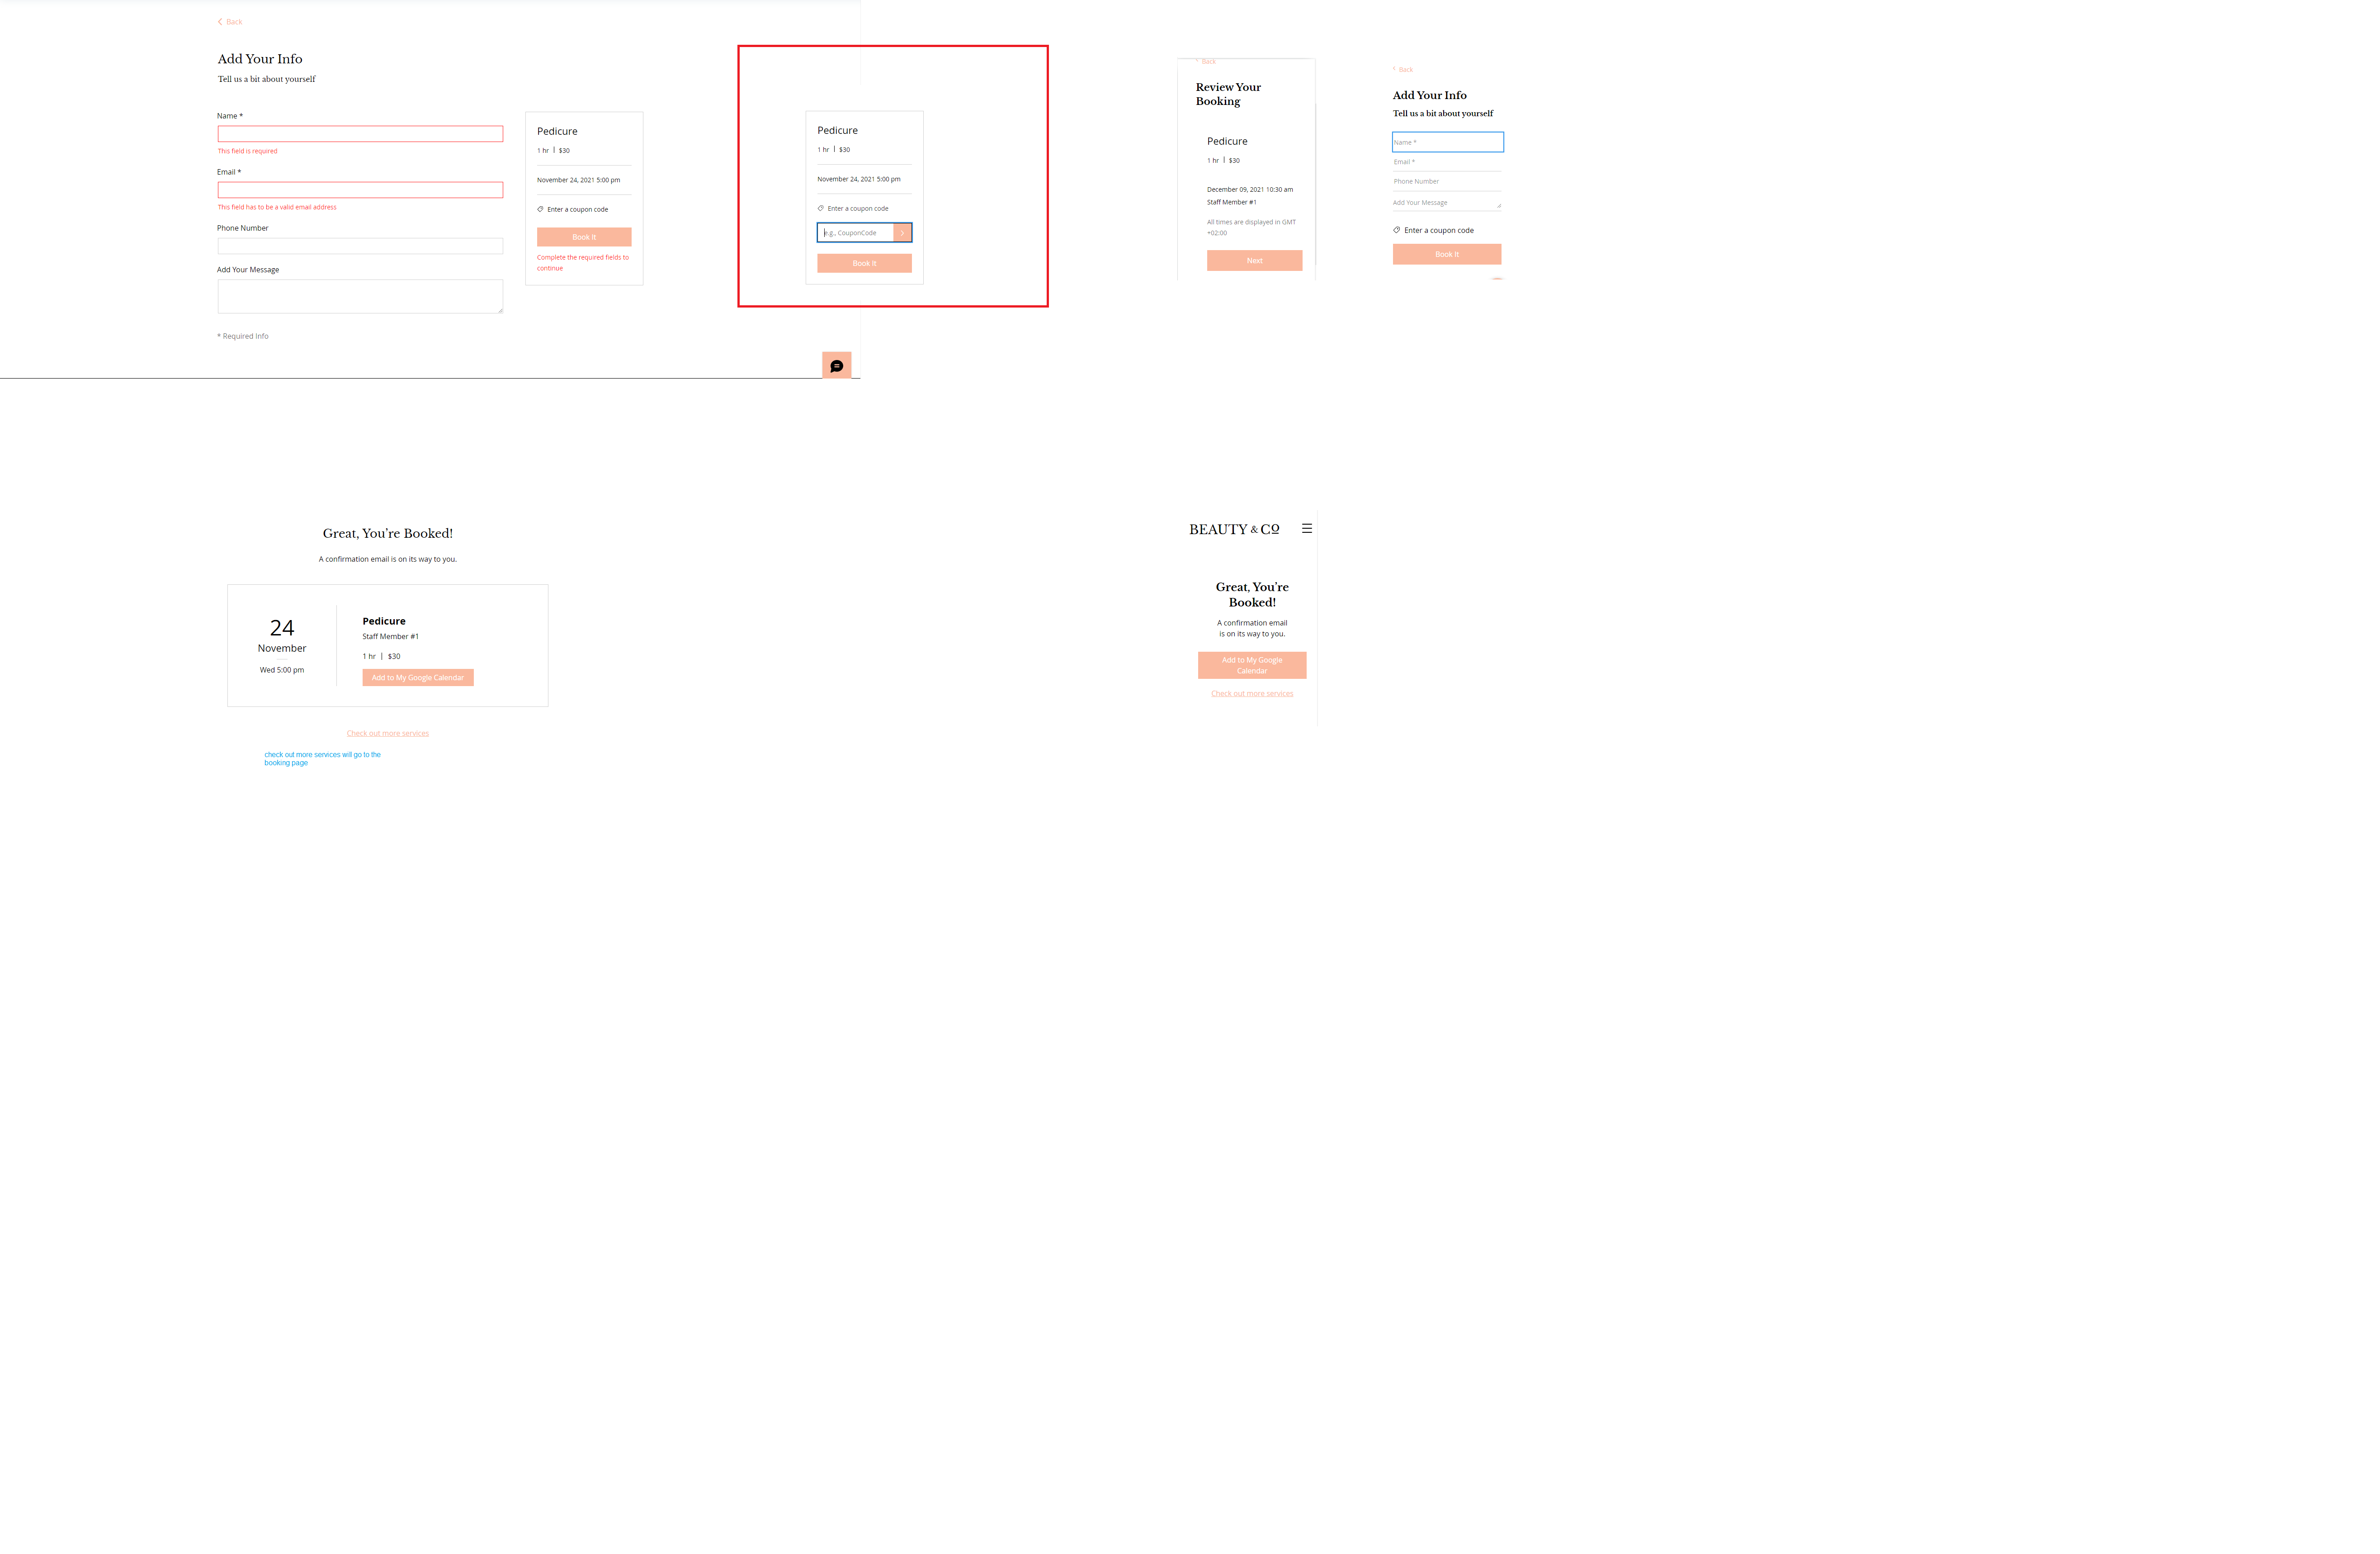 Back
Add Your Info
Tell us a bit about yourself
Name *
This field is required
Email *
This field has to be a valid email address
Phone Number
Add Your Message
* Required Info
Pedicure
1 hr | $30
November 24, 2021 5:00 pm
Enter a coupon code
Book It
Complete the required fields to
continue
Pedicure
1 hr | $30
November 24, 2021 5:00 pm
Enter a coupon code
e.g., CouponCode
Book It
Back
Review Your
Booking
Pedicure
1 hr | $30
December 09, 2021 10:30 am
Staff Member #1
All times are displayed in GMT
+02:00
Next
Back
Add Your Info
Tell us a bit about yourself
Name *
Email *
Phone Number
Add Your Message
Enter a coupon code
Book It
Great, You’re Booked!
A confirmation email is on its way to you.
24
November
Wed 5:00 pm
Pedicure
Staff Member #1
1 hr | $30
Add to My Google Calendar
Check out more services
check out more services will go to the
booking page
BEAUTY & Cº
Great, You’re
Booked!
A confirmation email
is on its way to you.
Add to My Google
Calendar
Check out more services